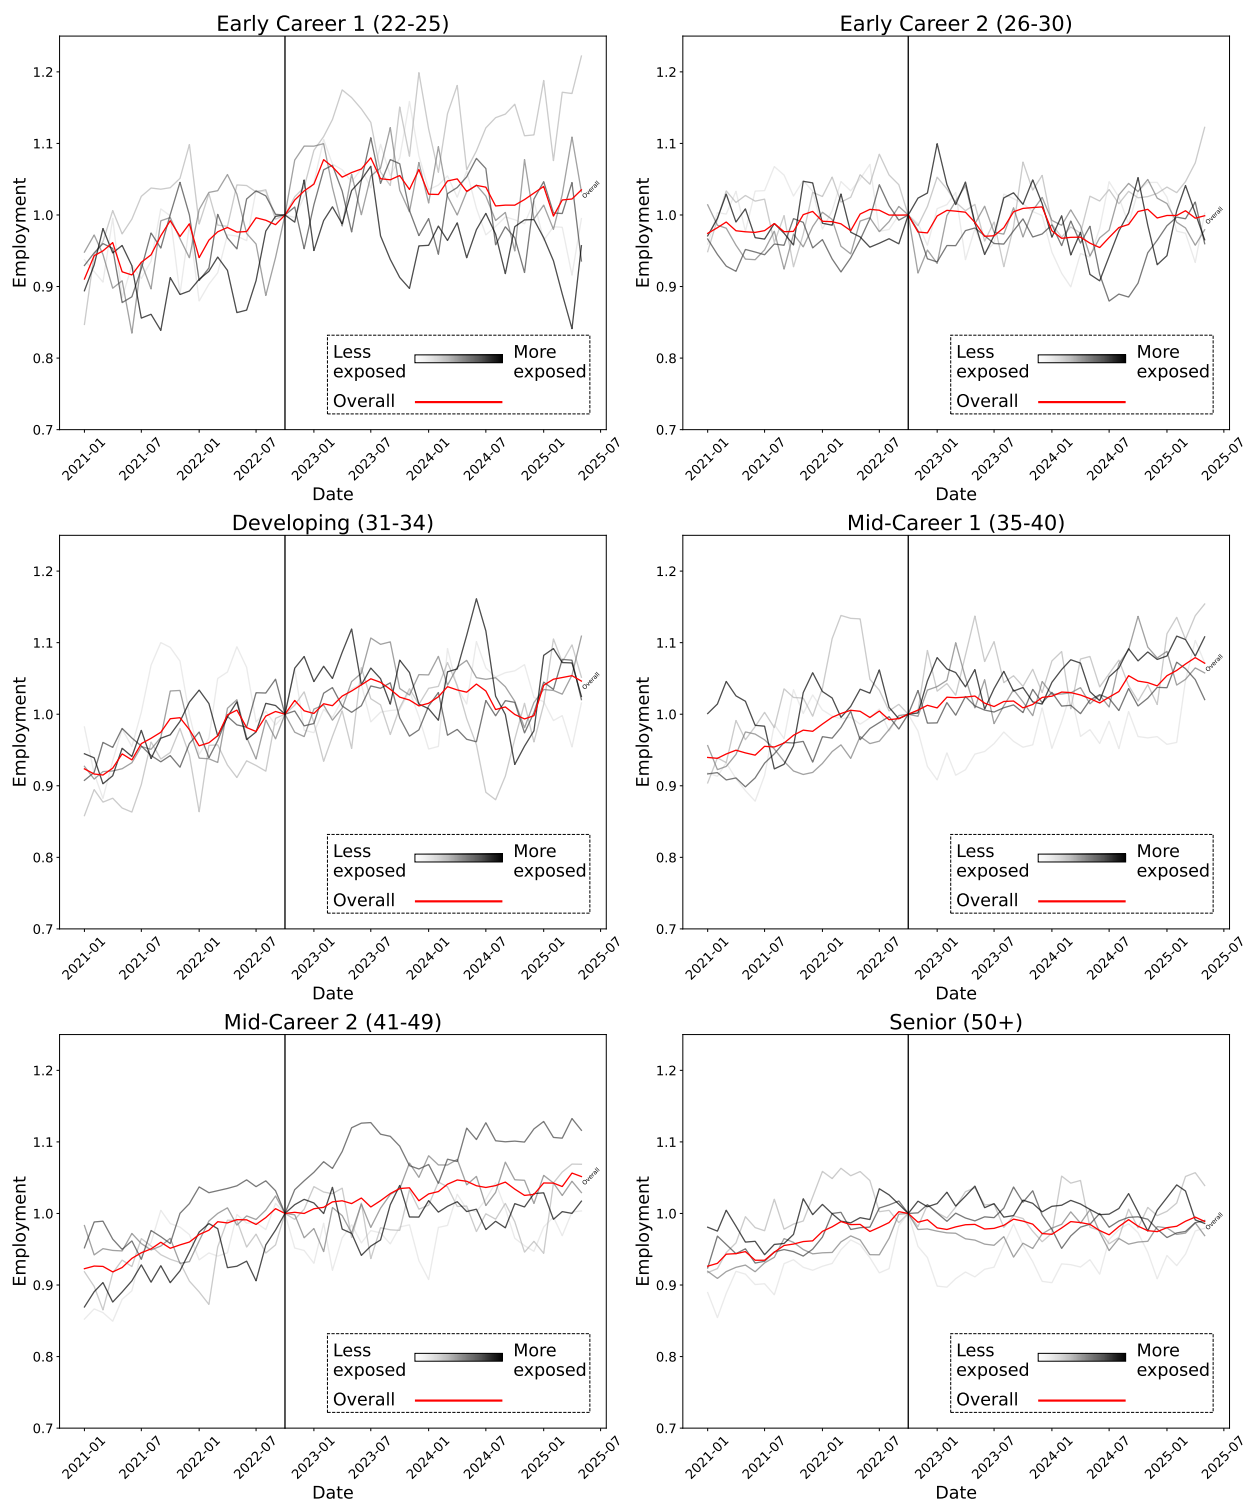 Early Career 1 (22-25)
Employment
1.2
1.1
1.0
0.9
0.8
0.7
Overall
Less exposed
More exposed
Overall
2021-01
2021-07
2022-01
2022-07
2023-01
2023-07
2024-01
2024-07
2025-01
2025-07
Date
Early Career 2 (26-30)
Employment
1.2
1.1
1.0
0.9
0.8
0.7
Overall
Less exposed
More exposed
Overall
2021-01
2021-07
2022-01
2022-07
2023-01
2023-07
2024-01
2024-07
2025-01
2025-07
Date
Developing (31-34)
Employment
1.2
1.1
1.0
0.9
0.8
0.7
Overall
Less exposed
More exposed
Overall
2021-01
2021-07
2022-01
2022-07
2023-01
2023-07
2024-01
2024-07
2025-01
2025-07
Date
Mid-Career 1 (35-40)
Employment
1.2
1.1
1.0
0.9
0.8
0.7
Overall
Less exposed
More exposed
Overall
2021-01
2021-07
2022-01
2022-07
2023-01
2023-07
2024-01
2024-07
2025-01
2025-07
Date
Mid-Career 2 (41-49)
Employment
1.2
1.1
1.0
0.9
0.8
0.7
Overall
Less exposed
More exposed
Overall
2021-01
2021-07
2022-01
2022-07
2023-01
2023-07
2024-01
2024-07
2025-01
2025-07
Date
Senior (50+)
Employment
1.2
1.1
1.0
0.9
0.8
0.7
Overall
Less exposed
More exposed
Overall
2021-01
2021-07
2022-01
2022-07
2023-01
2023-07
2024-01
2024-07
2025-01
2025-07
Date